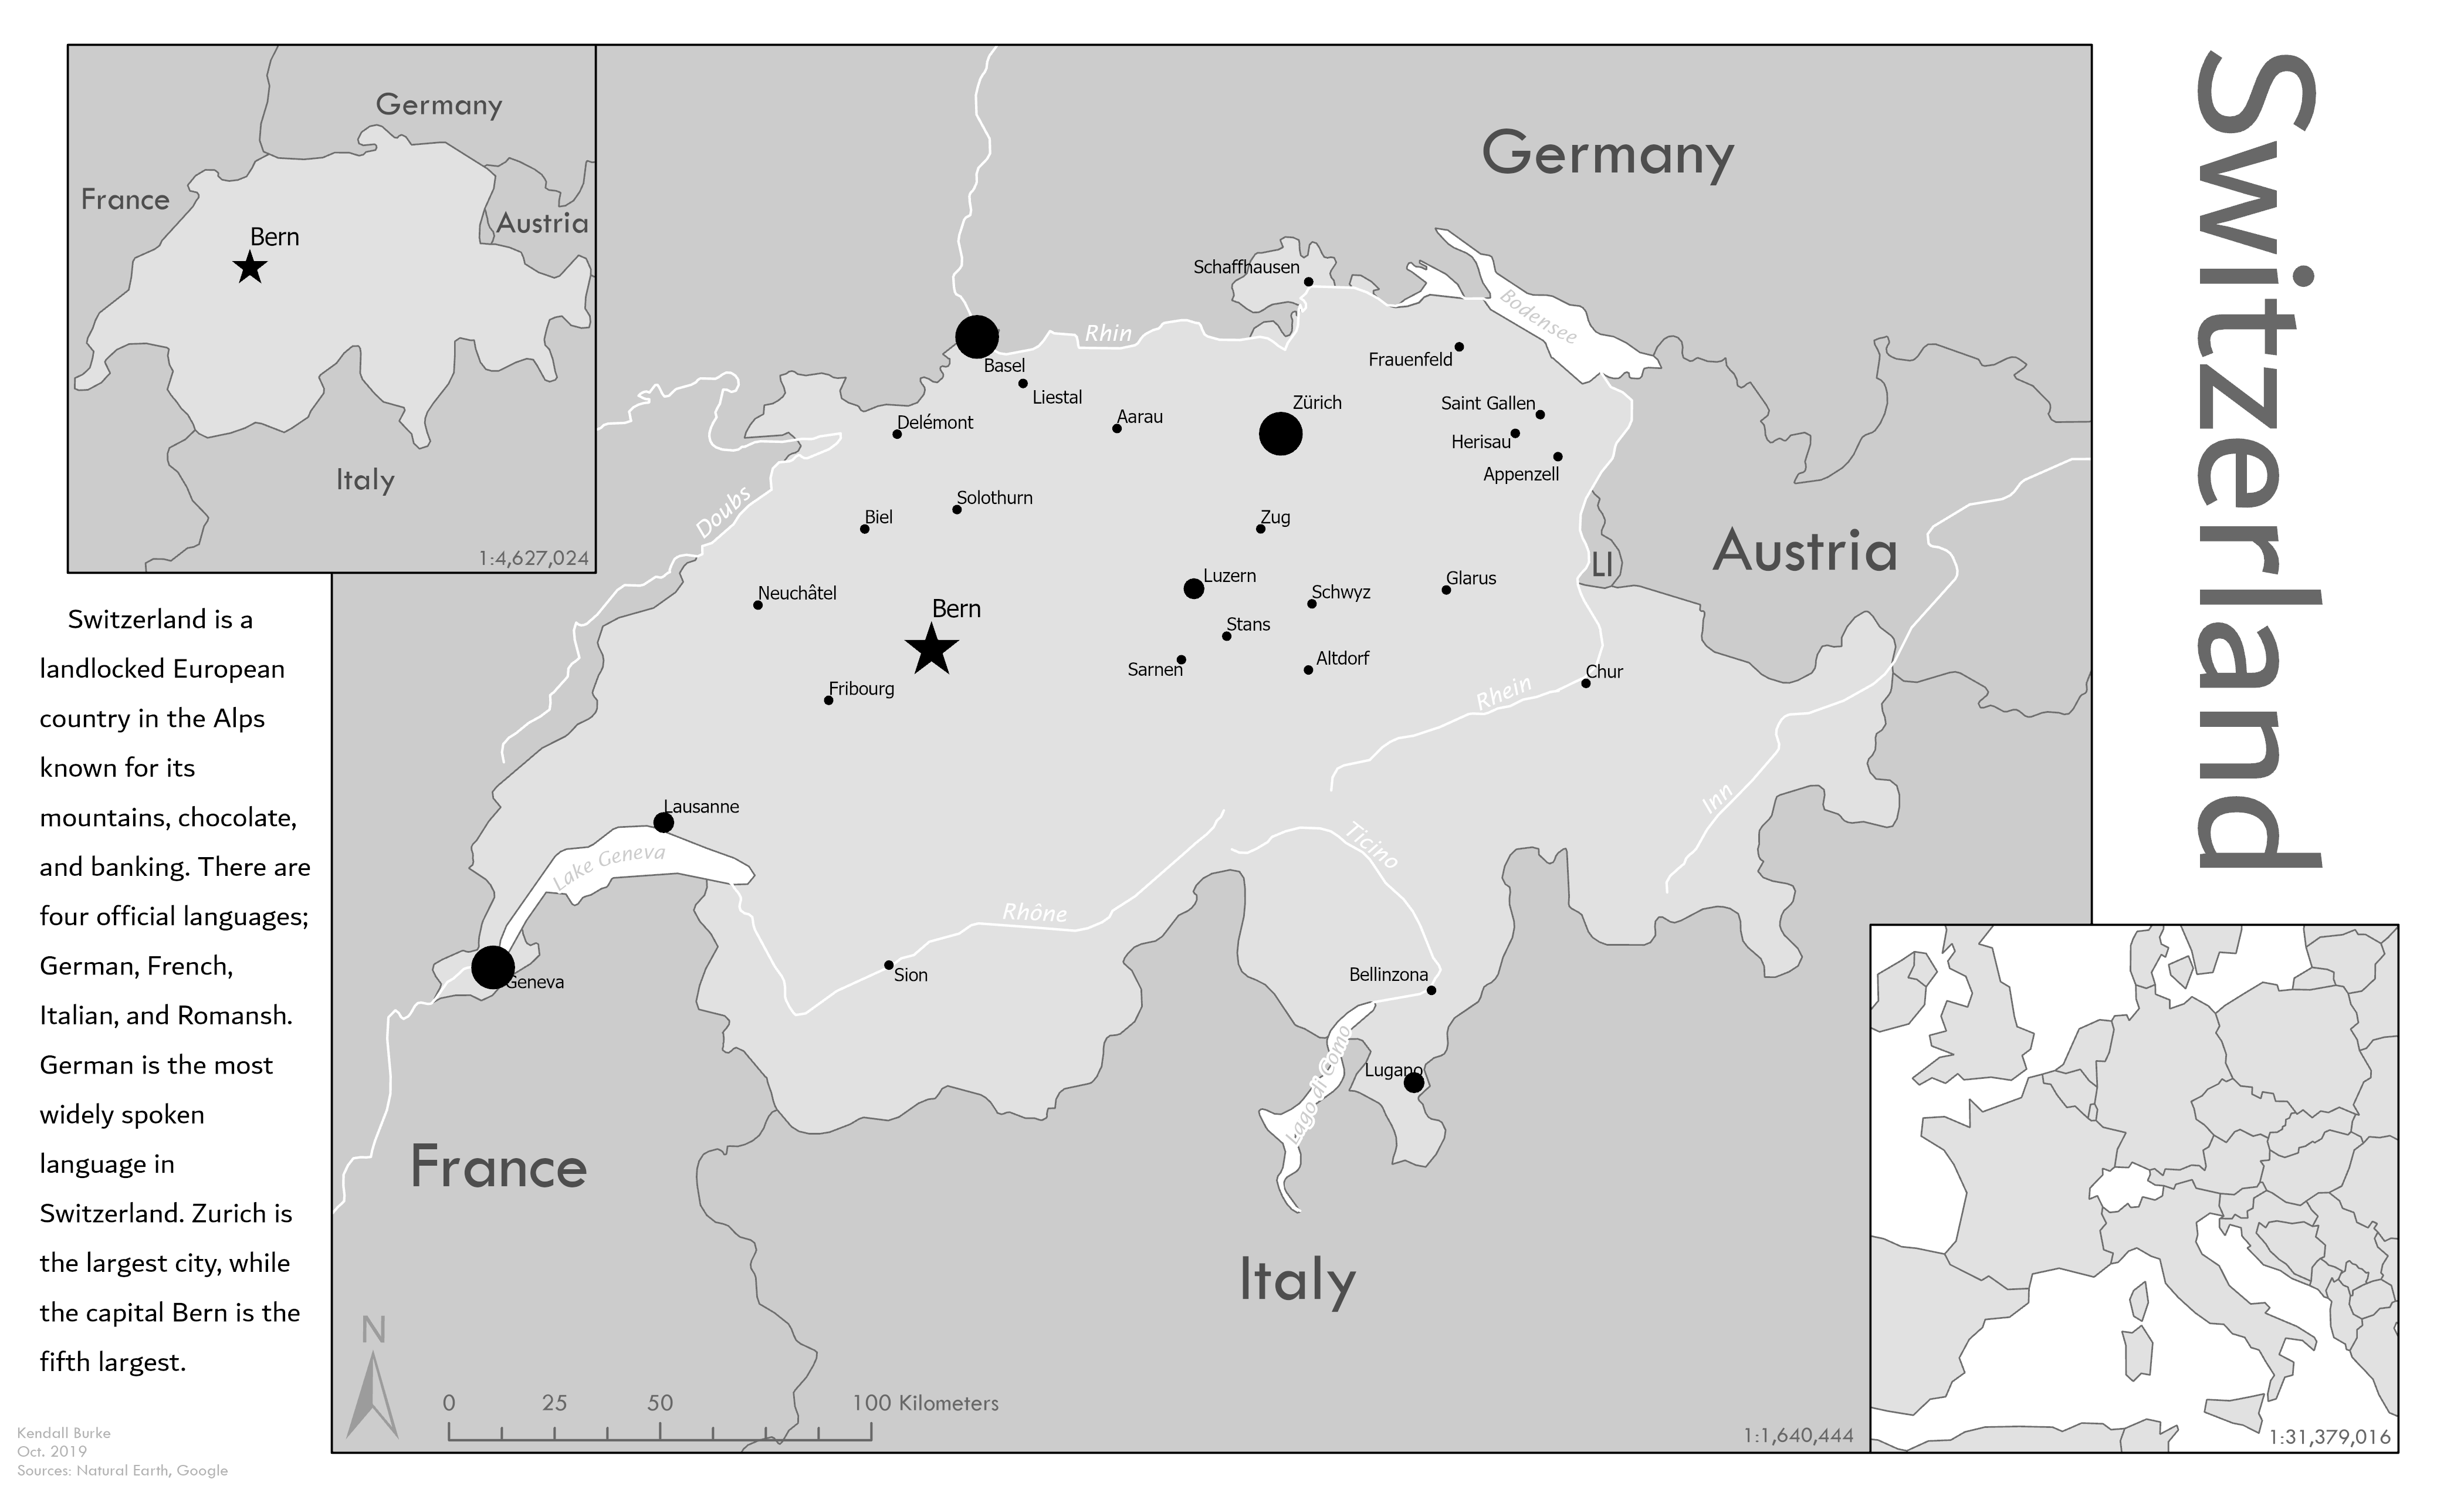 Switzerland
Germany
France
Austria
Bern
Italy
1:4,627,024
Switzerland is a
landlocked European
country in the Alps
known for its
mountains, chocolate,
and banking. There are
four official languages;
German, French,
Italian, and Romansh.
German is the most
widely spoken
language in
Switzerland. Zurich is
the largest city, while
the capital Bern is the
fifth largest.
Kendall Burke
Oct. 2019
Sources: Natural Earth, Google
Germany
Schaffhausen
Bodensee
Rhin
Basel
Frauenfeld
Liestal
Zürich
Saint Gallen
Aarau
Delémont
Herisau
Appenzell
Doubs
Solothurn
Biel
Zug
Austria
LI
Luzern
Glarus
Neuchâtel
Schwyz
Bern
Stans
Altdorf
Sarnen
Chur
Fribourg
Rhein
Inn
Lausanne
Ticino
Lake Geneva
Rhône
Sion
Bellinzona
Geneva
Lago di Como
Lugano
France
Italy
N
0 25 50 100 Kilometers
1:1,640,444
1:31,379,016